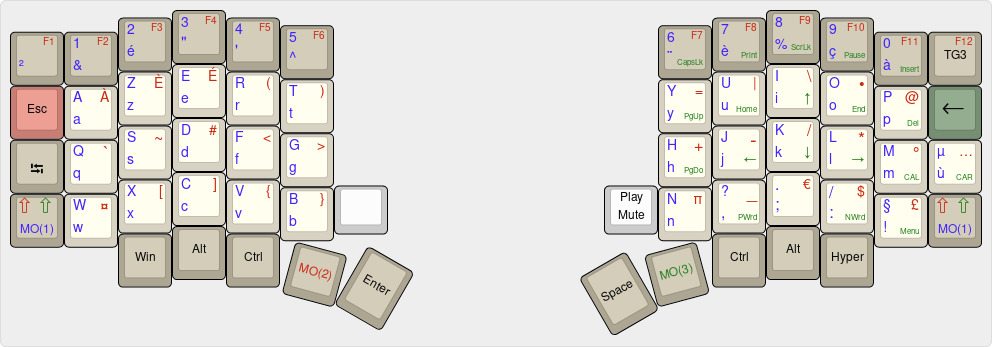 F1
²
F2
1
&
F3
2
é
F4
3
"
F5
4
'
F6
5
^
F7
6
¨
CapsLk
F8
7
è
Print
F9
8
%
ScrLk
F10
9
ç
Pause
F11
0
à
Insert
F12
TG3
Esc
A À
a
Z È
z
E É
e
R (
r
T )
t
Y =
y
PgUp
U |
u
Home
I \
i ↑
O •
o
End
P @
p
Del
←
↹
Q `
q
S ~
s
D #
d
F <
f
G >
g
H +
h
PgDo
J -
j ←
K /
k ↓
L *
l →
M °
m
CAL
µ …
ù
CAR
⇧ ⇧
MO(1)
W ¤
w
X [
x
C ]
c
V {
v
B }
b
Play
Mute
N π
n
? —
,
PWrd
. €
;
/ $
:
NWrd
§ £
!
Menu
⇧ ⇧
MO(1)
Win
Alt
Ctrl
MO(2)
Enter
Space
MO(3)
Ctrl
Alt
Hyper